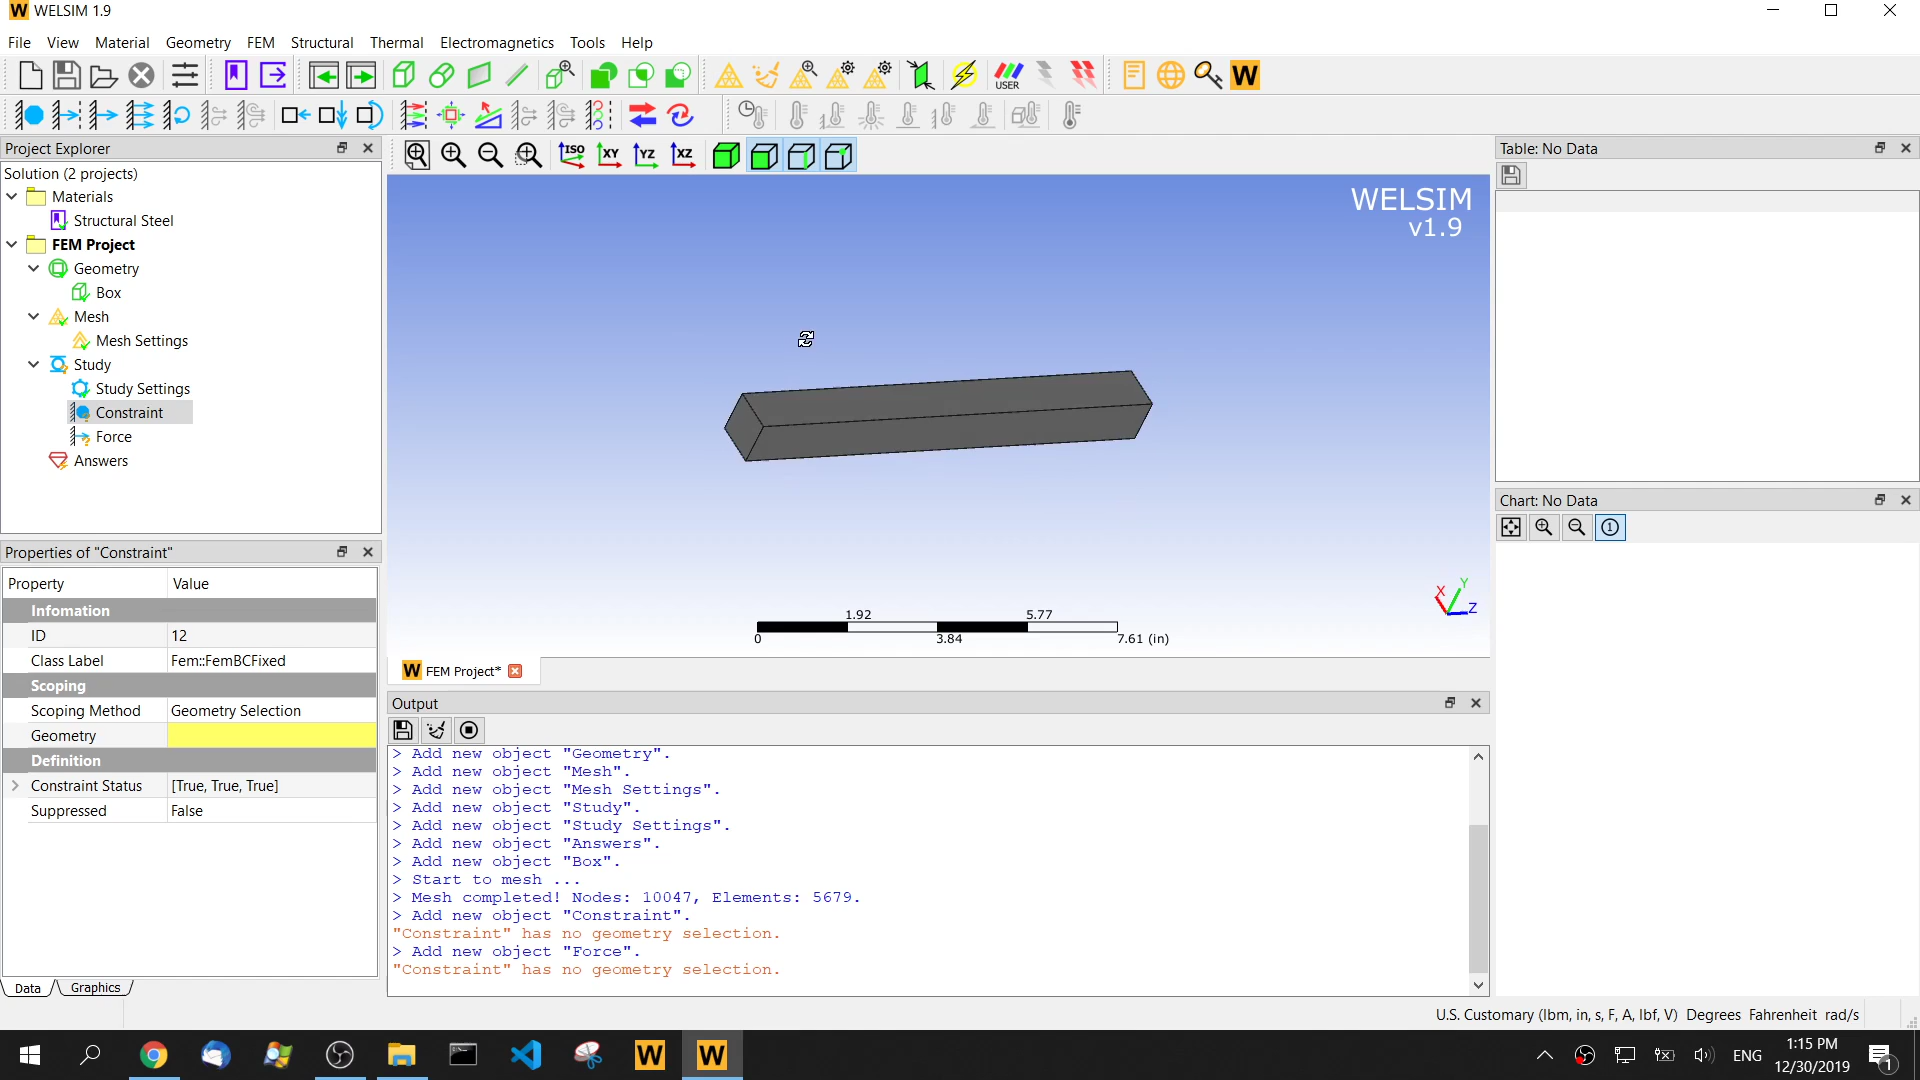 WELSIM 1.9
File View Material Geometry FEM Structural Thermal Electromagnetics Tools Help
USER
W
Project Explorer
Solution (2 projects)
Materials
Structural Steel
FEM Project
Geometry
Box
Mesh
Mesh Settings
Study
Study Settings
Constraint
Force
Answers
Properties of "Constraint"
Property Value
Infomation
ID 12
Class Label Fem::FemBCFixed
Scoping
Scoping Method Geometry Selection
Geometry
Definition
Constraint Status [True, True, True]
Suppressed False
Data Graphics
ISO XY YZ XZ
WELSIM
v1.9
X Y Z
1.92 5.77
0 3.84 7.61 (in)
W FEM Project*
Output
> Add new object "Geometry".
> Add new object "Mesh".
> Add new object "Mesh Settings".
> Add new object "Study".
> Add new object "Study Settings".
> Add new object "Answers".
> Add new object "Box".
> Start to mesh ...
> Mesh completed! Nodes: 10047, Elements: 5679.
> Add new object "Constraint".
"Constraint" has no geometry selection.
> Add new object "Force".
"Constraint" has no geometry selection.
Table: No Data
Chart: No Data
U.S. Customary (lbm, in, s, F, A, lbf, V) Degrees Fahrenheit rad/s
W W
ENG
1:15 PM
12/30/2019
1